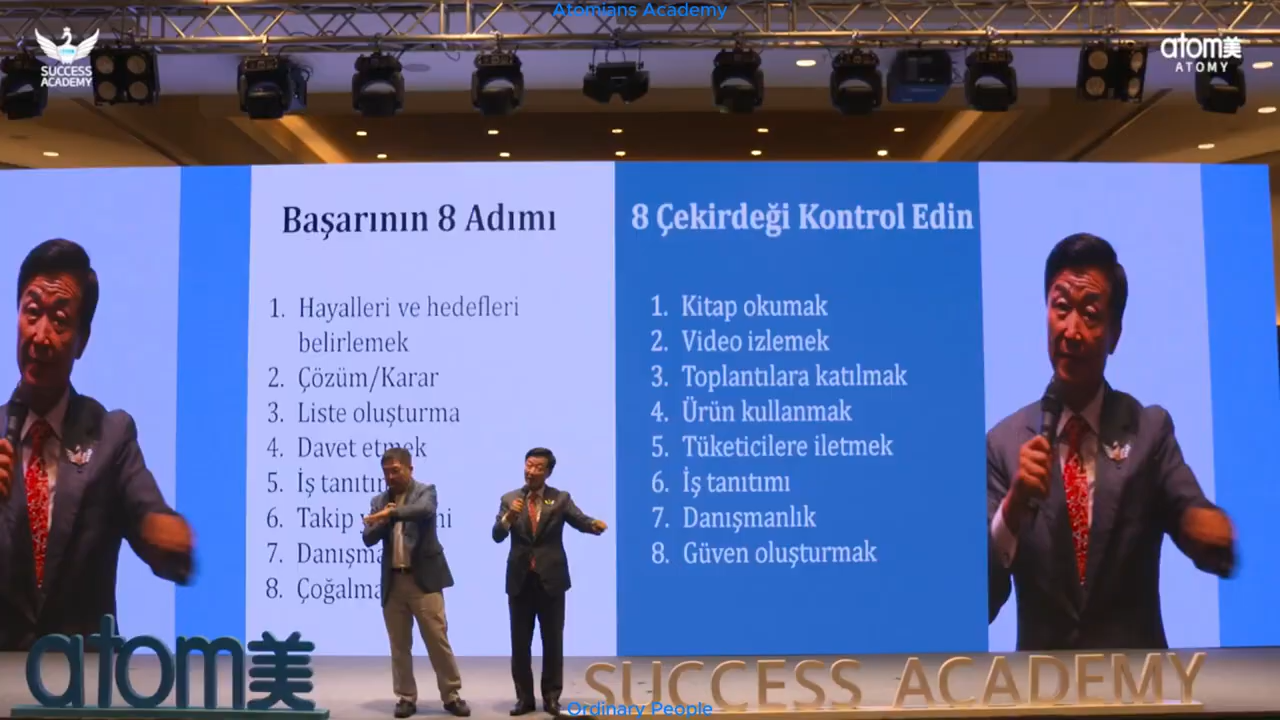 Atomians Academy
SUCCESS
ACADEMY
atom美
ATOMY
Başarının 8 Adımı
1. Hayalleri ve hedefleri
belirlemek
2. Çözüm/Karar
3. Liste oluşturma
4. Davet etmek
5. İş
6. Takip
7.
8.
8 Çekirdeği Kontrol Edin
1. Kitap okumak
2. Video izlemek
3. Toplantılara katılmak
4. Ürün kullanmak
5. Tüketicilere iletmek
6. İş tanıtımı
7. Danışmanlık
8. Güven oluşturmak
atom美
SUCCESS ACADEMY
Ordinary People